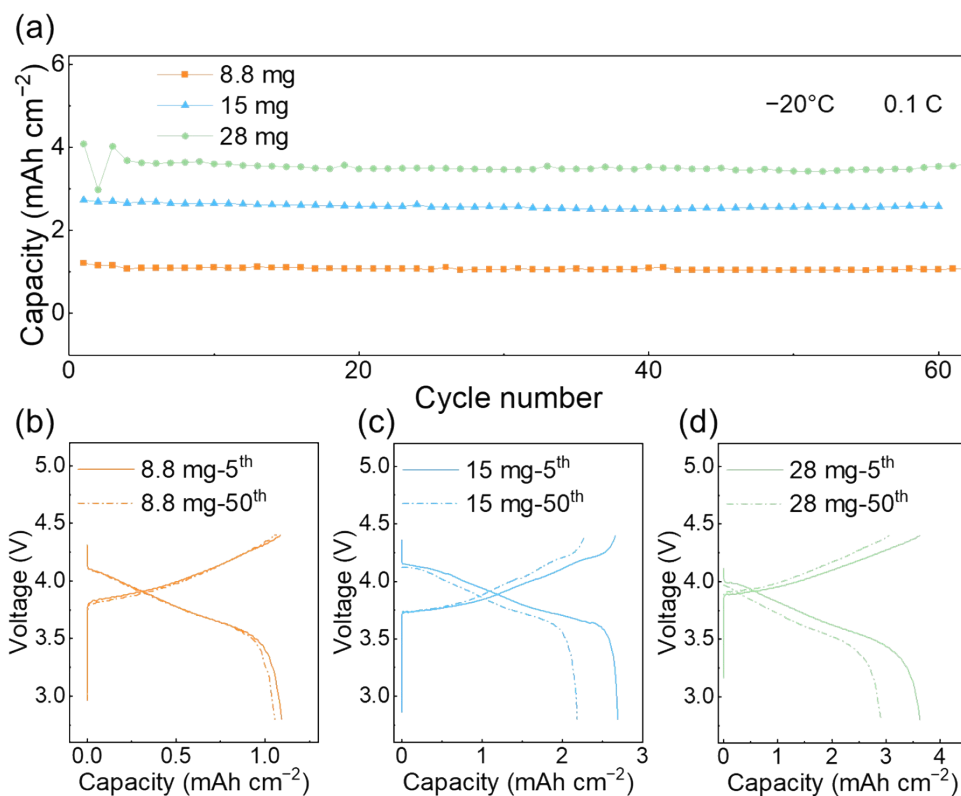 (a)
6
4
2
0
Capacity (mAh cm⁻²)
8.8 mg
15 mg
28 mg
−20°C 0.1 C
0 20 40 60
Cycle number
(b)
5.0
4.5
4.0
3.5
3.0
Voltage (V)
8.8 mg-5ᵗʰ
8.8 mg-50ᵗʰ
0.0 0.5 1.0
Capacity (mAh cm⁻²)
(c)
5.0
4.5
4.0
3.5
3.0
Voltage (V)
15 mg-5ᵗʰ
15 mg-50ᵗʰ
0 1 2 3
Capacity (mAh cm⁻²)
(d)
5.0
4.5
4.0
3.5
3.0
Voltage (V)
28 mg-5ᵗʰ
28 mg-50ᵗʰ
0 1 2 3 4
Capacity (mAh cm⁻²)